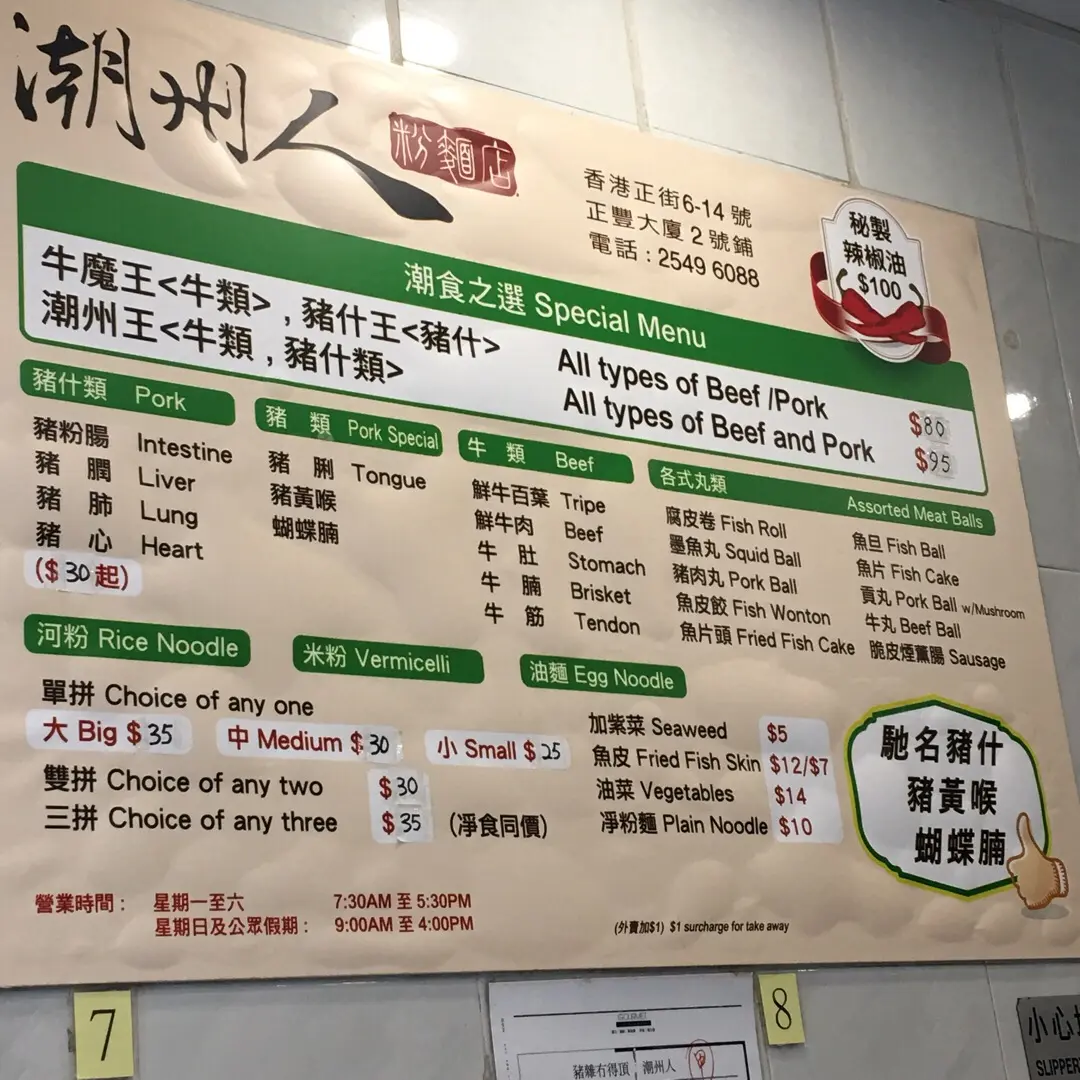 潮州人 粉麵店
香港正街6-14 號
正豐大廈 2 號鋪
電話 : 2549 6088
秘製
辣椒油
$100
潮食之選 Special Menu
牛魔王<牛類> , 豬什王<豬什> All types of Beef /Pork $80
潮州王<牛類 , 豬什類> All types of Beef and Pork $95
豬什類 Pork
豬粉腸 Intestine
豬膶 Liver
豬肺 Lung
豬心 Heart
($ 30 起)
豬類 Pork Special
豬脷 Tongue
豬黃喉
蝴蝶腩
牛類 Beef
鮮牛百葉 Tripe
鮮牛肉 Beef
牛肚 Stomach
牛腩 Brisket
牛筋 Tendon
各式丸類 Assorted Meat Balls
腐皮卷 Fish Roll
墨魚丸 Squid Ball
豬肉丸 Pork Ball
魚皮餃 Fish Wonton
魚片頭 Fried Fish Cake
魚旦 Fish Ball
魚片 Fish Cake
貢丸 Pork Ball w/Mushroom
牛丸 Beef Ball
脆皮煙薰腸 Sausage
河粉 Rice Noodle
米粉 Vermicelli
油麵 Egg Noodle
單拼 Choice of any one
大 Big $ 35 中 Medium $ 30 小 Small $ 25
雙拼 Choice of any two $ 30
三拼 Choice of any three $ 35 (淨食同價)
加紫菜 Seaweed $5
魚皮 Fried Fish Skin $12/$7
油菜 Vegetables $14
淨粉麵 Plain Noodle $10
馳名豬什
豬黃喉
蝴蝶腩
營業時間 : 星期一至六 7:30AM 至 5:30PM
星期日及公眾假期 : 9:00AM 至 4:00PM
(外賣加$1) $1 surcharge for take away
7
8
GOURMET
豬雜冇得頂 潮州人
小心
SLIPPER